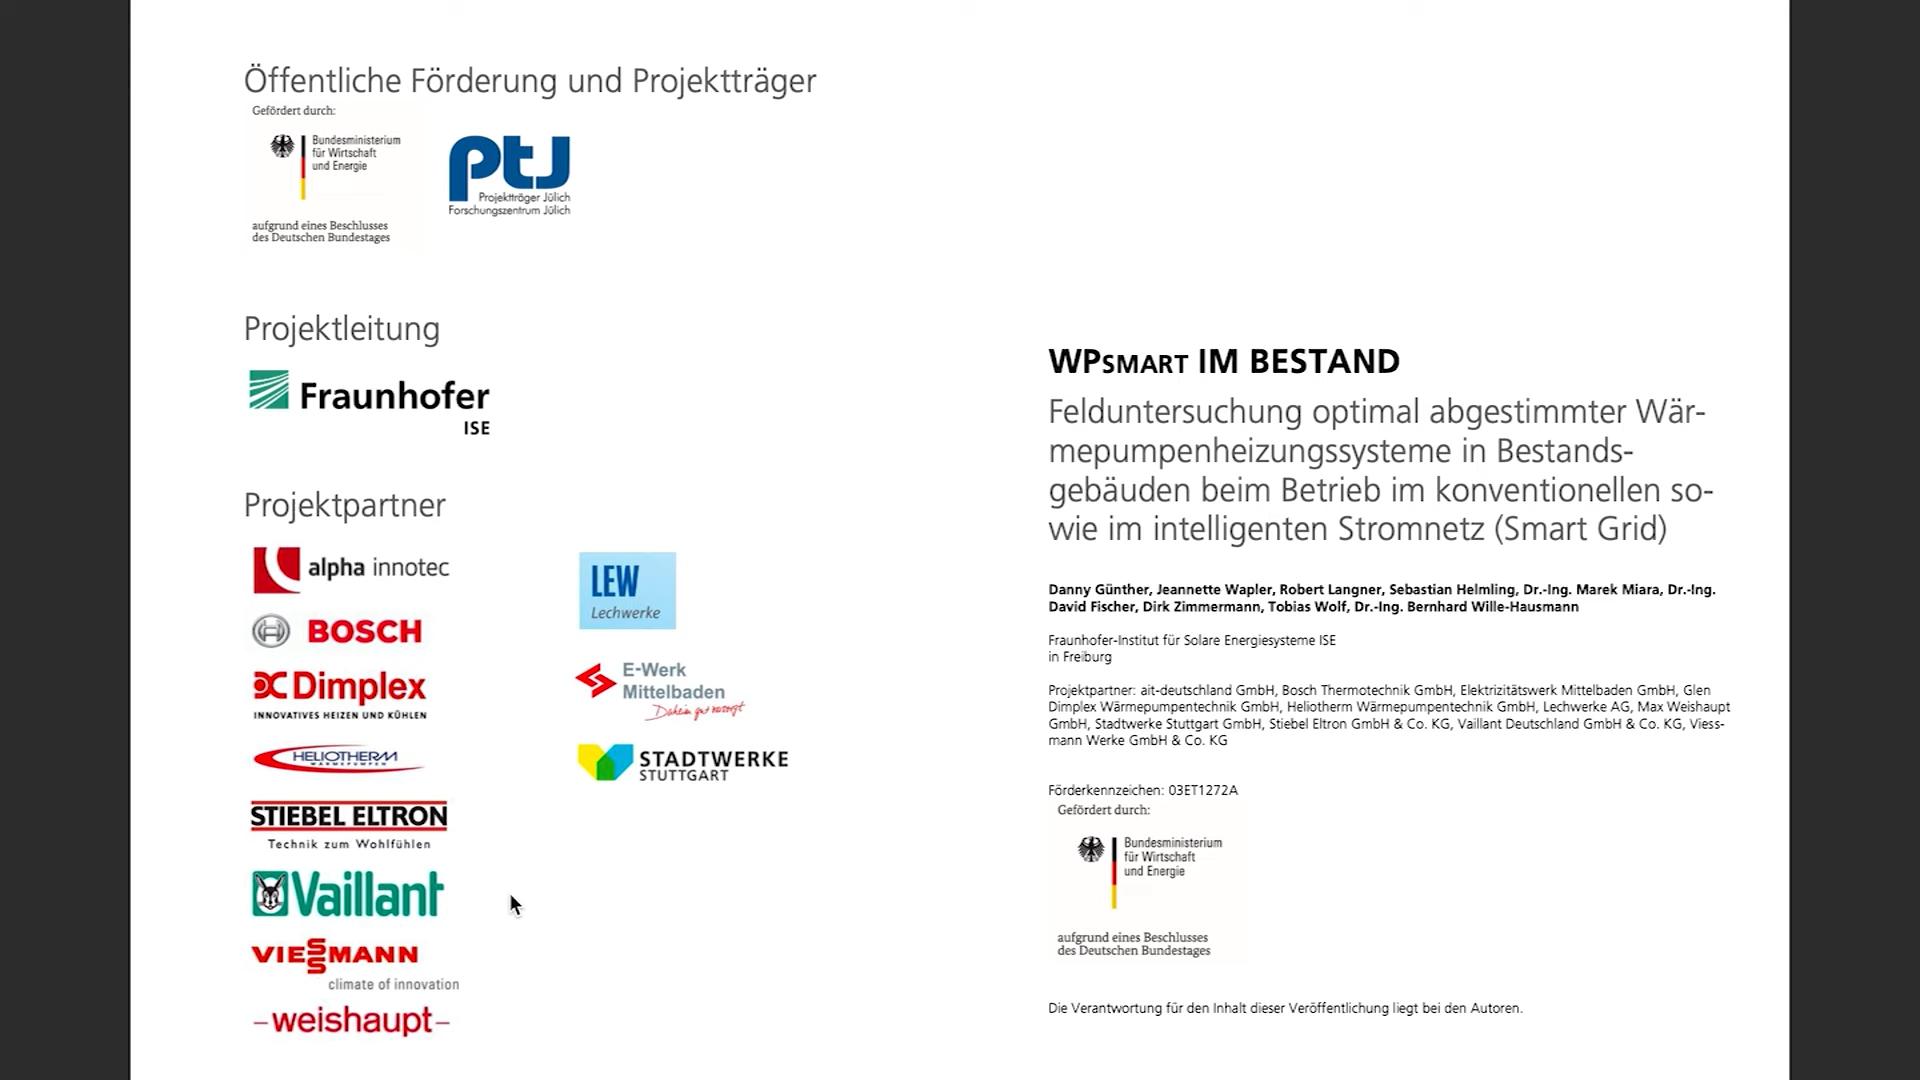 Öffentliche Förderung und Projektträger
Gefördert durch:
Bundesministerium
für Wirtschaft
und Energie
aufgrund eines Beschlusses
des Deutschen Bundestages
ptJ
Projektträger Jülich
Forschungszentrum Jülich
Projektleitung
Fraunhofer
ISE
Projektpartner
alpha innotec
BOSCH
Dimplex
INNOVATIVES HEIZEN UND KÜHLEN
HELIOTHERM
WÄRMEPUMPEN
STIEBEL ELTRON
Technik zum Wohlfühlen
Vaillant
VIESSMANN
climate of innovation
–weishaupt–
LEW
Lechwerke
E-Werk
Mittelbaden
Daheim gut versorgt
STADTWERKE
STUTTGART
WPSMART IM BESTAND
Felduntersuchung optimal abgestimmter Wär-
mepumpenheizungssysteme in Bestands-
gebäuden beim Betrieb im konventionellen so-
wie im intelligenten Stromnetz (Smart Grid)
Danny Günther, Jeannette Wapler, Robert Langner, Sebastian Helmling, Dr.-Ing. Marek Miara, Dr.-Ing.
David Fischer, Dirk Zimmermann, Tobias Wolf, Dr.-Ing. Bernhard Wille-Hausmann
Fraunhofer-Institut für Solare Energiesysteme ISE
in Freiburg
Projektpartner: ait-deutschland GmbH, Bosch Thermotechnik GmbH, Elektrizitätswerk Mittelbaden GmbH, Glen
Dimplex Wärmepumpentechnik GmbH, Heliotherm Wärmepumpentechnik GmbH, Lechwerke AG, Max Weishaupt
GmbH, Stadtwerke Stuttgart GmbH, Stiebel Eltron GmbH & Co. KG, Vaillant Deutschland GmbH & Co. KG, Viess-
mann Werke GmbH & Co. KG
Förderkennzeichen: 03ET1272A
Gefördert durch:
Bundesministerium
für Wirtschaft
und Energie
aufgrund eines Beschlusses
des Deutschen Bundestages
Die Verantwortung für den Inhalt dieser Veröffentlichung liegt bei den Autoren.